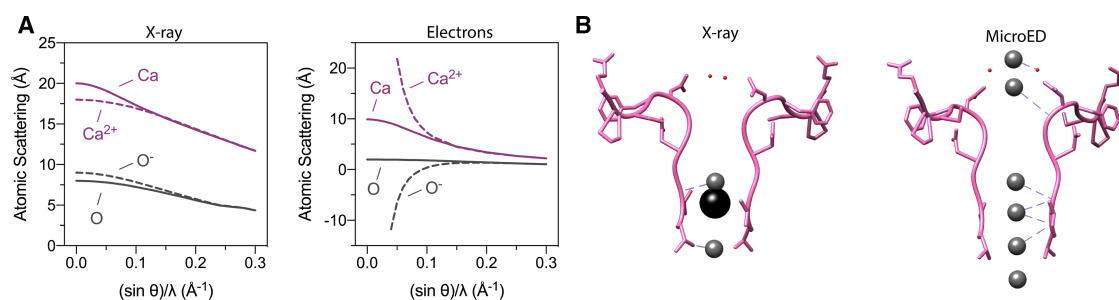 A
X-ray
Electrons
Atomic Scattering (Å)
25
20
15
10
5
0
Ca
Ca²⁺
O⁻
O
0.0
0.1
0.2
0.3
(sin θ)/λ (Å⁻¹)
Atomic Scattering (Å)
20
10
0
-10
Ca
Ca²⁺
O
O⁻
0.0
0.1
0.2
0.3
(sin θ)/λ (Å⁻¹)
B
X-ray
MicroED